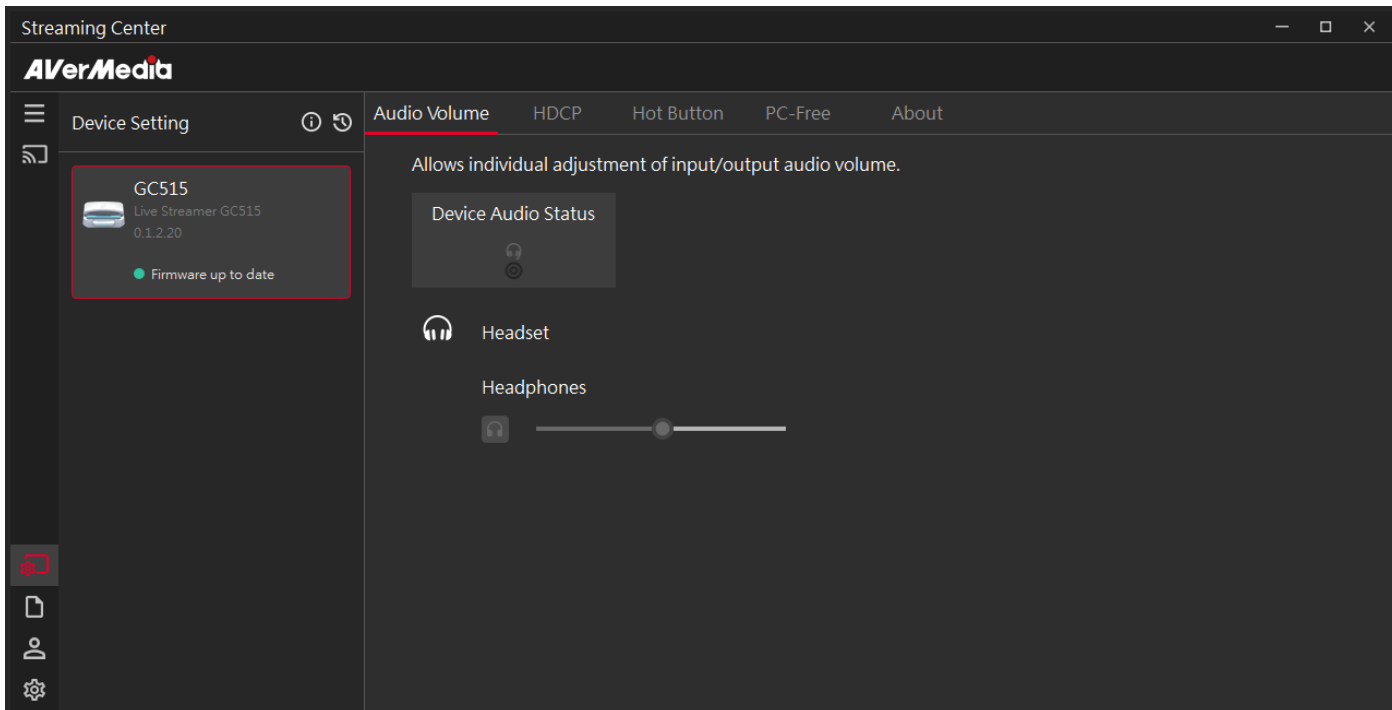 Streaming Center
AVerMedia
Device Setting
Audio Volume HDCP Hot Button PC-Free About
Allows individual adjustment of input/output audio volume.
GC515
Live Streamer GC515
0.1.2.20
Firmware up to date
Device Audio Status
Headset
Headphones